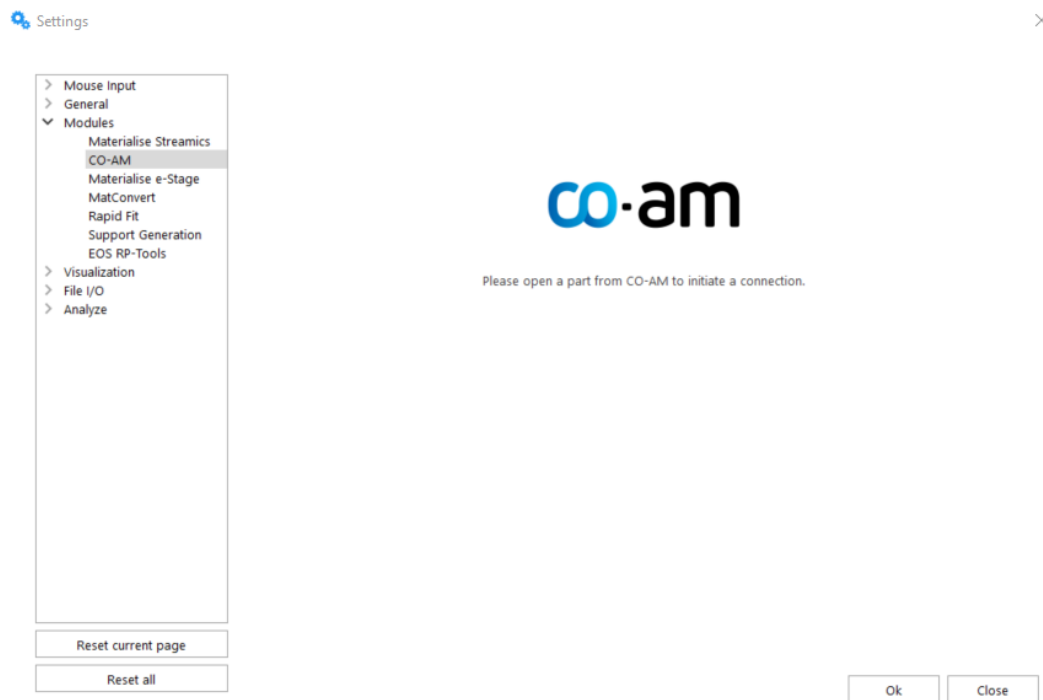 Settings
Mouse Input
General
Modules
Materialise Streamics
CO-AM
Materialise e-Stage
MatConvert
Rapid Fit
Support Generation
EOS RP-Tools
Visualization
File I/O
Analyze
co·am
Please open a part from CO-AM to initiate a connection.
Reset current page
Reset all
Ok
Close